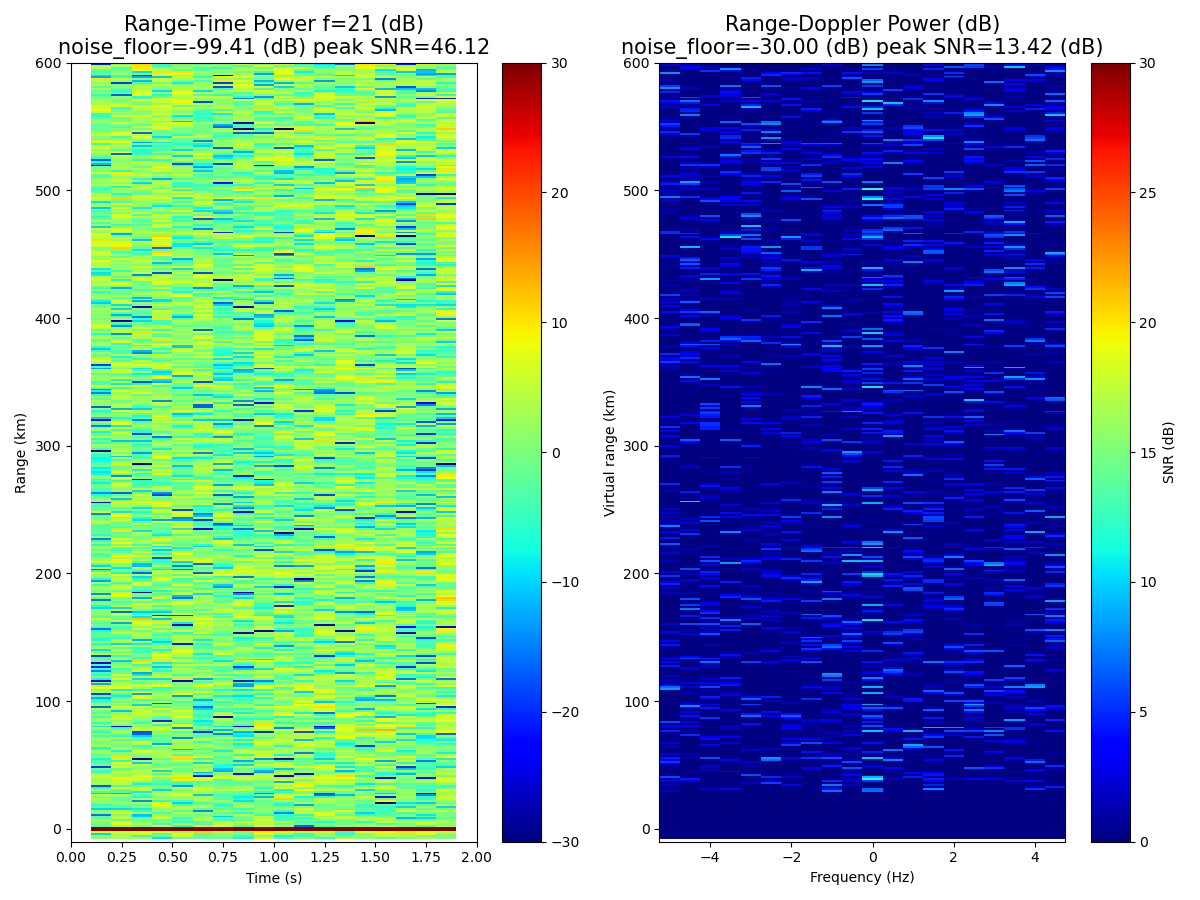 Range-Time Power f=21 (dB)
noise_floor=-99.41 (dB) peak SNR=46.12
Range-Doppler Power (dB)
noise_floor=-30.00 (dB) peak SNR=13.42 (dB)
600
500
400
300
200
100
0
Range (km)
0.00 0.25 0.50 0.75 1.00 1.25 1.50 1.75 2.00
Time (s)
30
20
10
0
−10
−20
−30
600
500
400
300
200
100
0
Virtual range (km)
−4 −2 0 2 4
Frequency (Hz)
30
25
20
15
10
5
0
SNR (dB)